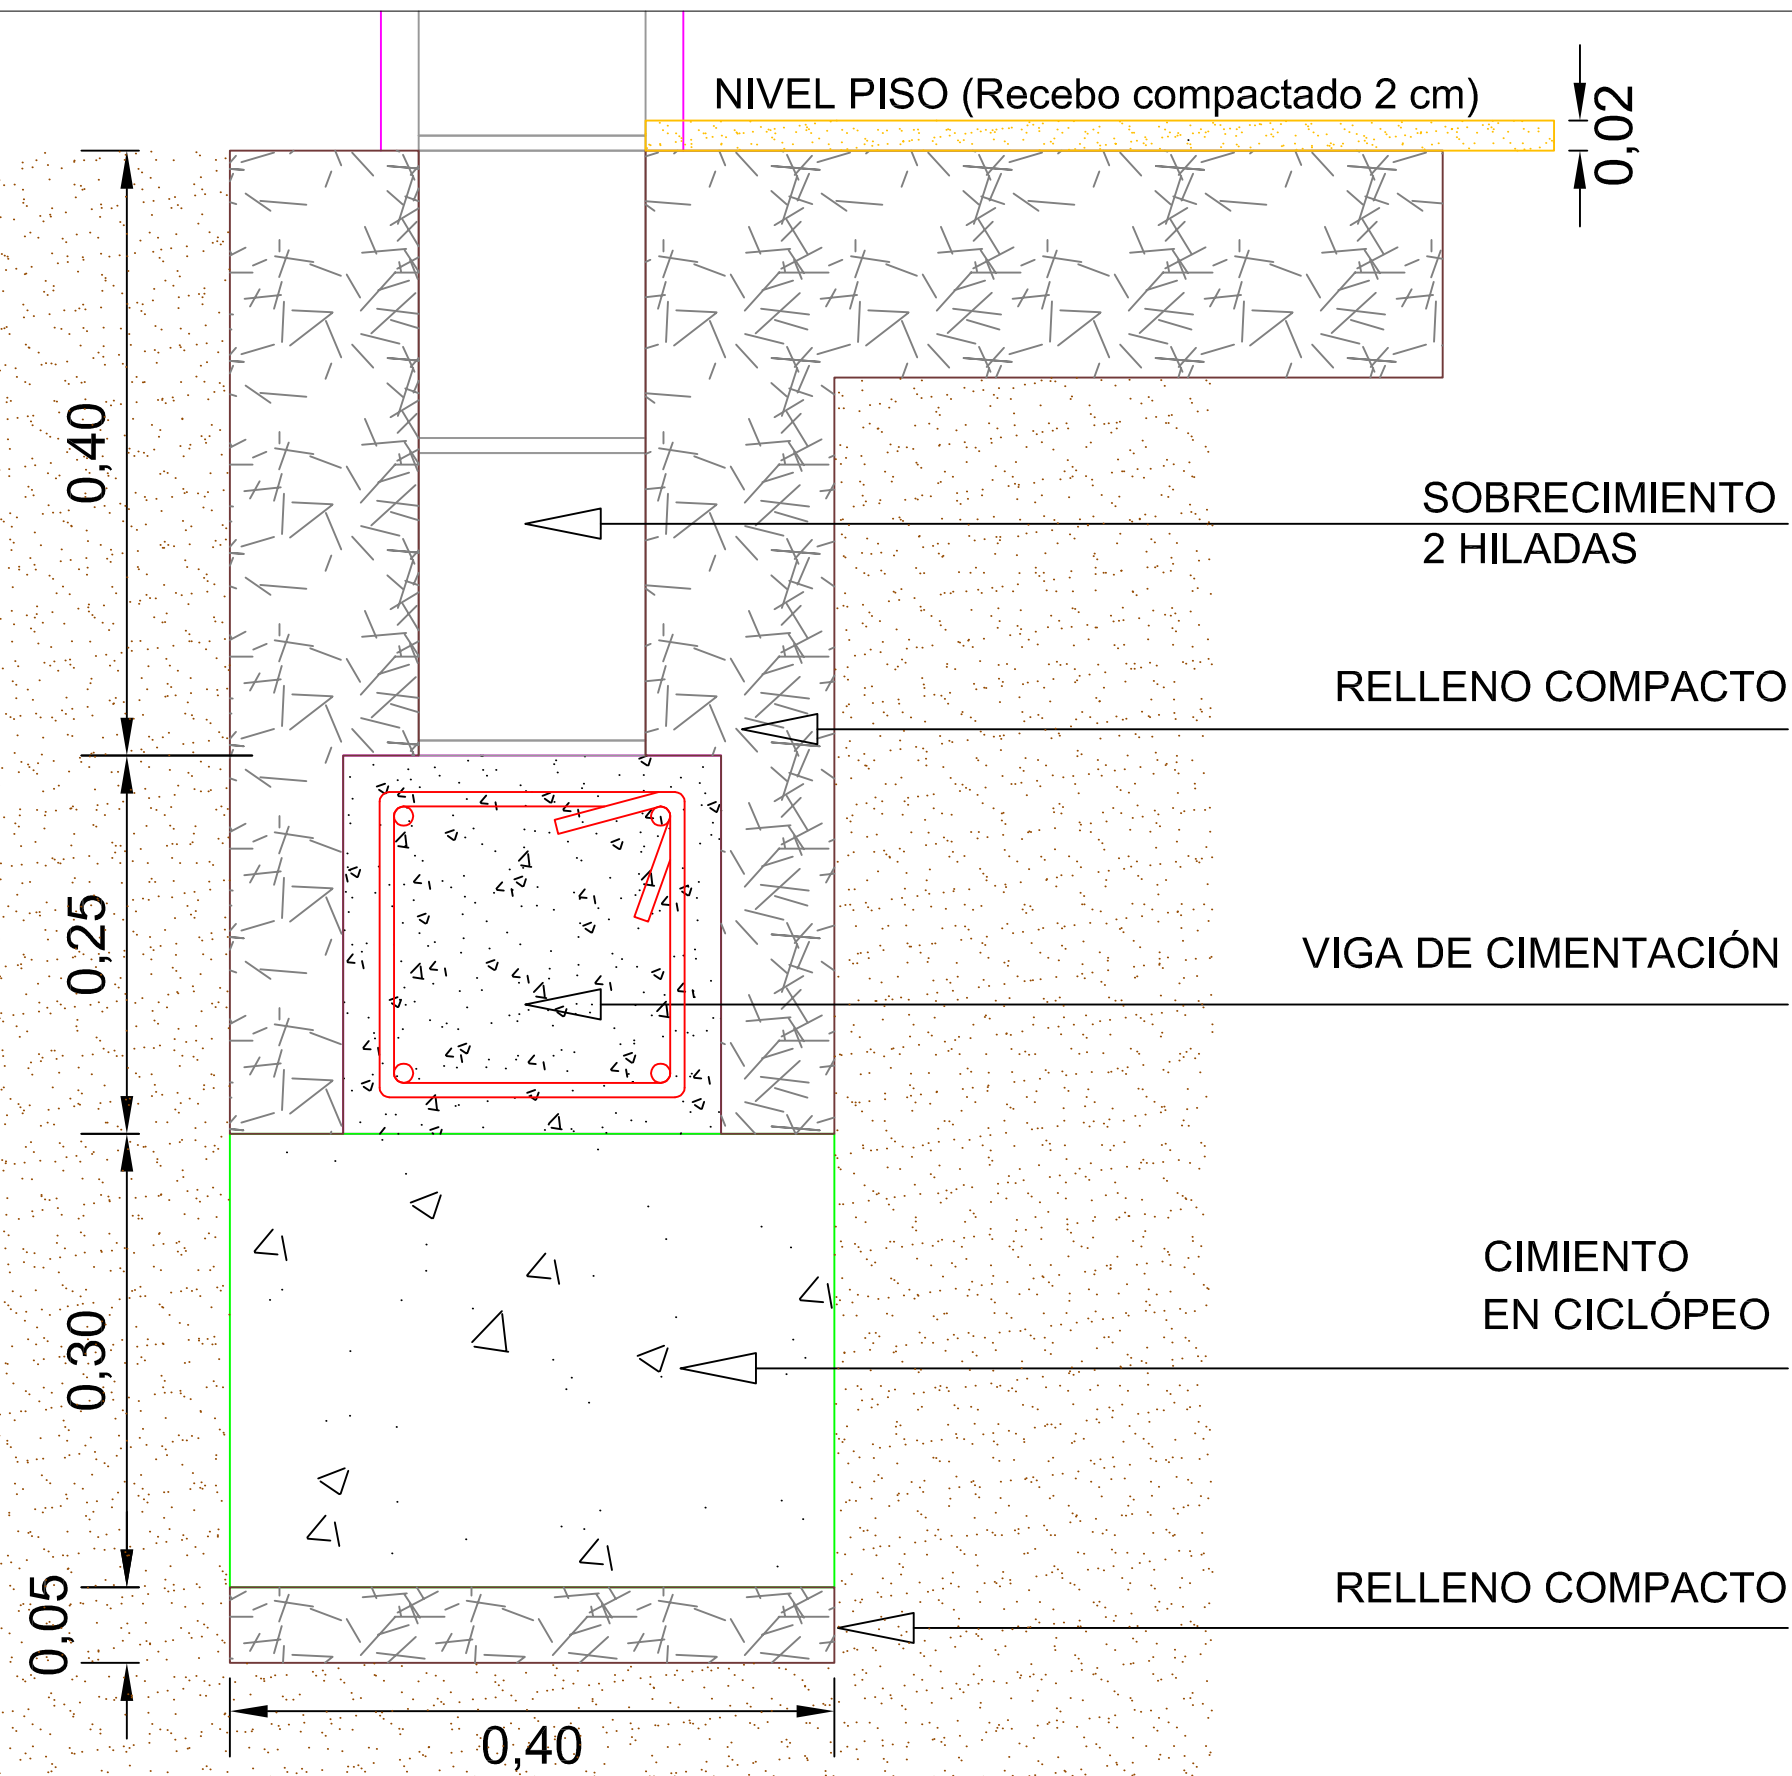 NIVEL PISO (Recebo compactado 2 cm)
0,02
0,40
SOBRECIMIENTO
2 HILADAS
RELLENO COMPACTO
0,25
VIGA DE CIMENTACIÓN
0,30
CIMIENTO
EN CICLÓPEO
0,05
RELLENO COMPACTO
0,40